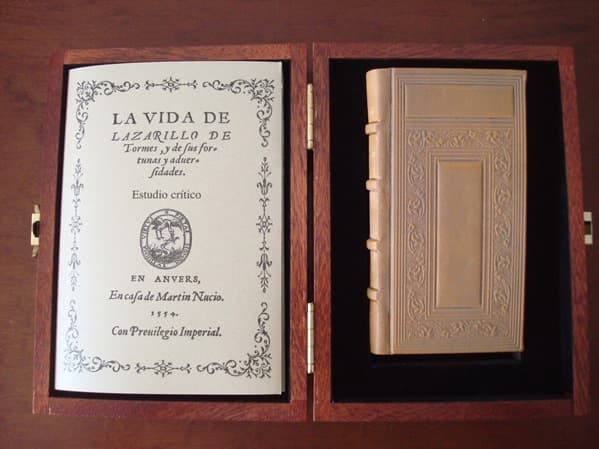 LA VIDA DE
LAZARILLO DE
Tormes, y de sus for-
tunas y aduer-
sidades.
Estudio crítico
EN ANVERS,
En casa de Martin Nucio.
1554.
Con Preuilegio Imperial.